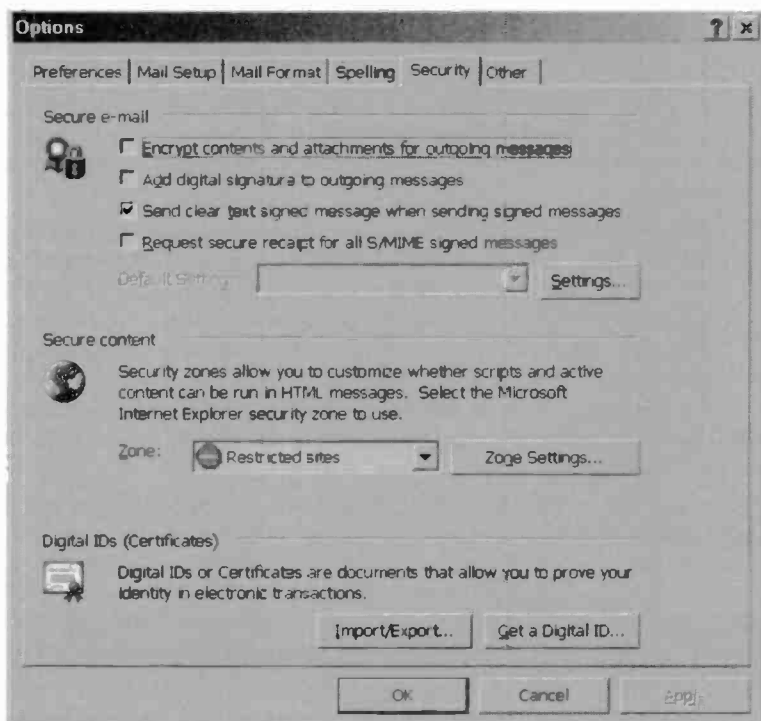 Options
Preferences Mail Setup Mail Format Spelling Security Other
Secure e-mail
Encrypt contents and attachments for outgoing messages
Add digital signature to outgoing messages
Send clear text signed message when sending signed messages
Request secure receipt for all S/MIME signed messages
Default Setting:
Settings...
Secure content
Security zones allow you to customize whether scripts and active
content can be run in HTML messages. Select the Microsoft
Internet Explorer security zone to use.
Zone: Restricted sites Zone Settings...
Digital IDs (Certificates)
Digital IDs or Certificates are documents that allow you to prove your
identity in electronic transactions.
Import/Export... Get a Digital ID...
OK Cancel Apply